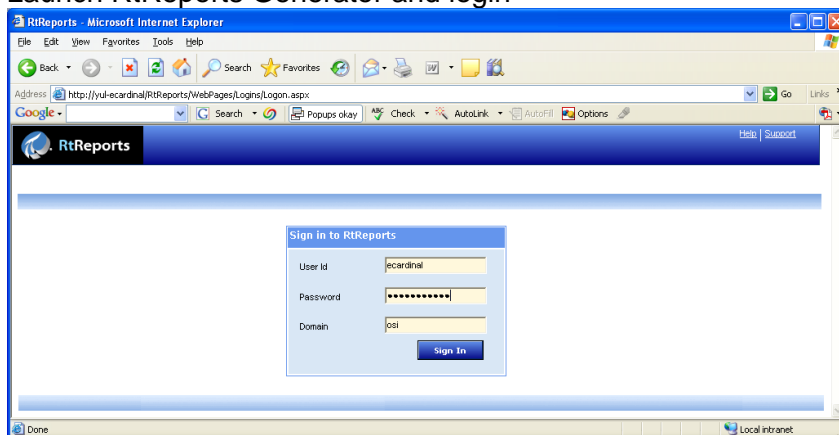 Launch RtReports Generator and login
RtReports - Microsoft Internet Explorer
File Edit View Favorites Tools Help
Back Search Favorites
Address http://yul-ecardinal/RtReports/WebPages/Logins/Logon.aspx Go Links
Google Search Popups okay ABC Check AutoLink AutoFill Options
RtReports Help | Support
Sign in to RtReports
User Id ecardinal
Password •••••••••••
Domain osi
Sign In
Done Local intranet